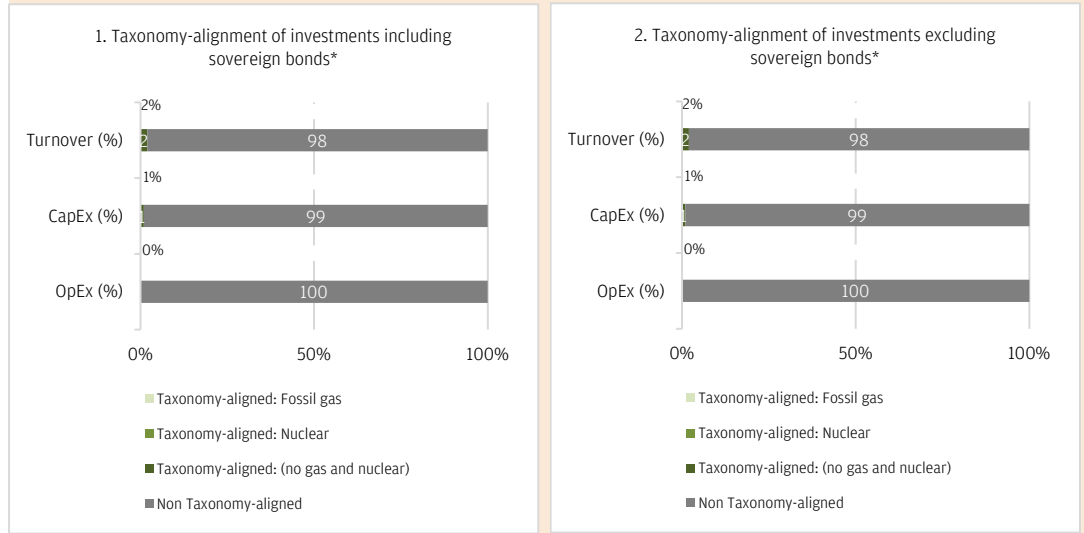 1. Taxonomy-alignment of investments including
sovereign bonds*
2%
Turnover (%)
2
98
1%
CapEx (%)
1
99
0%
OpEx (%)
100
0%
50%
100%
Taxonomy-aligned: Fossil gas
Taxonomy-aligned: Nuclear
Taxonomy-aligned: (no gas and nuclear)
Non Taxonomy-aligned
2. Taxonomy-alignment of investments excluding
sovereign bonds*
2%
Turnover (%)
2
98
1%
CapEx (%)
1
99
0%
OpEx (%)
100
0%
50%
100%
Taxonomy-aligned: Fossil gas
Taxonomy-aligned: Nuclear
Taxonomy-aligned: (no gas and nuclear)
Non Taxonomy-aligned